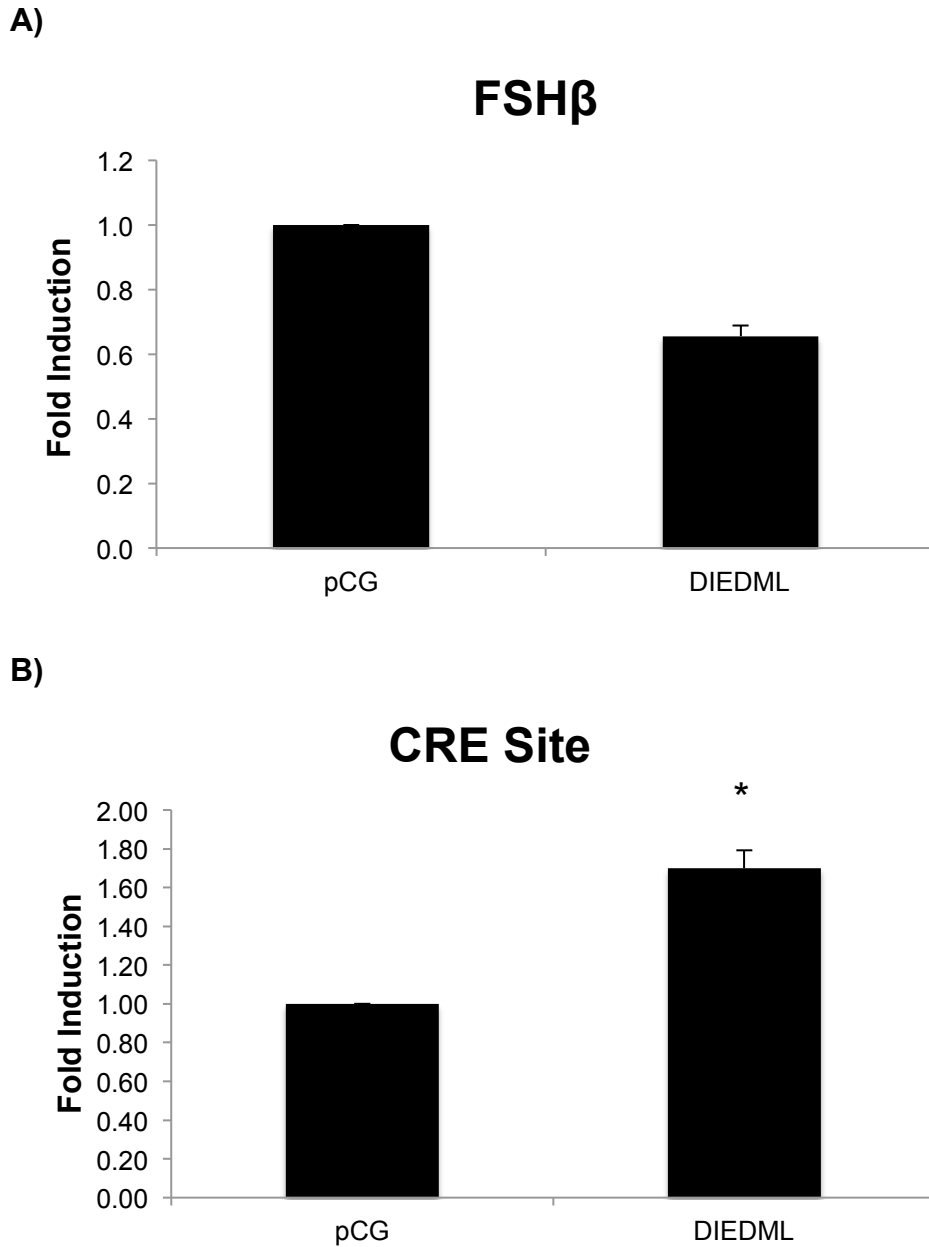 A)
FSHβ
1.2
1.0
0.8
0.6
0.4
0.2
0.0
Fold Induction
pCG DIEDML
B)
CRE Site
*
2.00
1.80
1.60
1.40
1.20
1.00
0.80
0.60
0.40
0.20
0.00
Fold Induction
pCG DIEDML